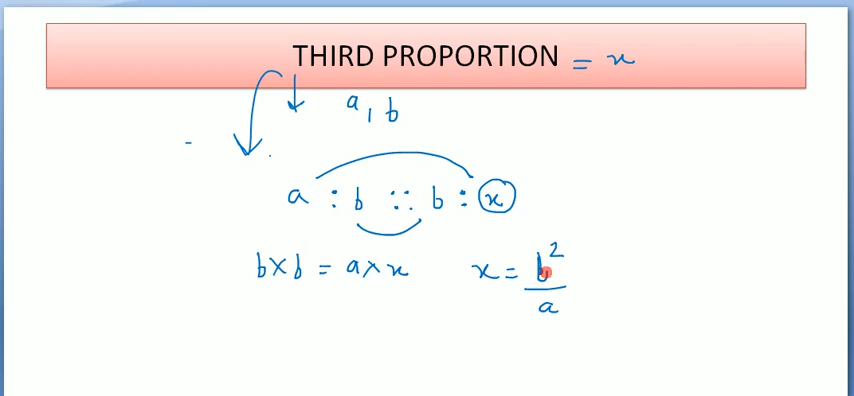 THIRD PROPORTION = x
a, b
a : b :: b : x
b × b = a × x
x = b²/a